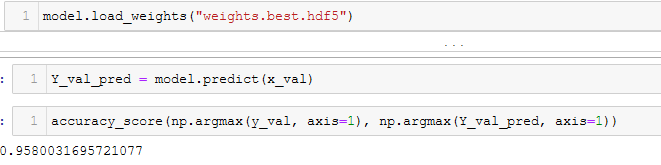 1 model.load_weights("weights.best.hdf5")
...
: 1 Y_val_pred = model.predict(x_val)
: 1 accuracy_score(np.argmax(y_val, axis=1), np.argmax(Y_val_pred, axis=1))
0.9580031695721077